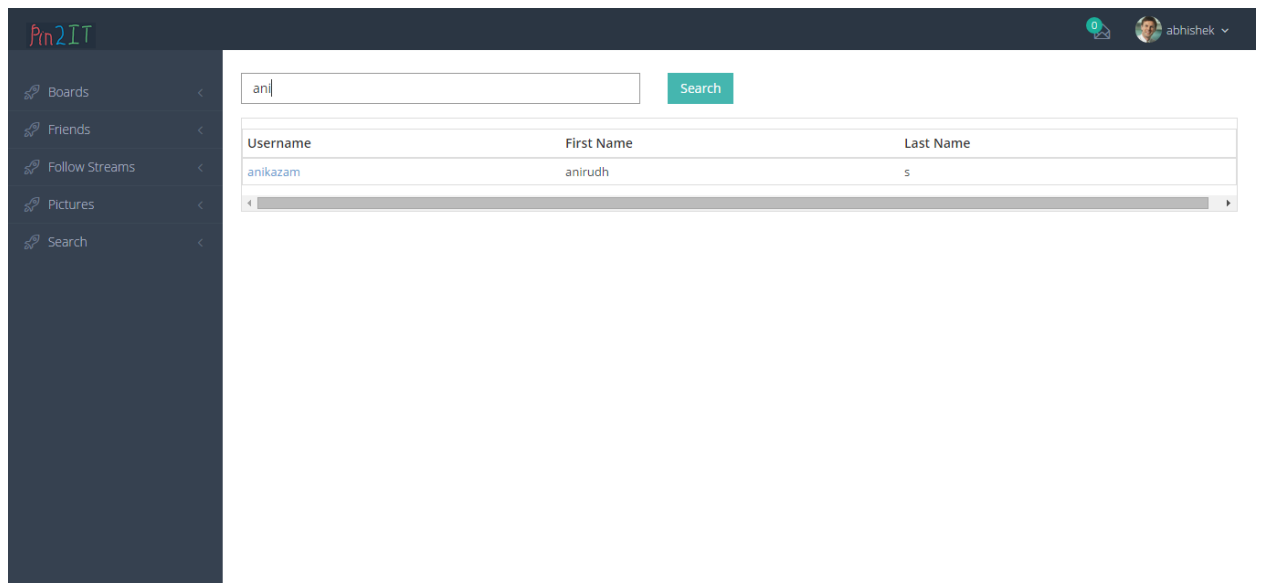 Pin2IT
0
abhishek
Boards
Friends
Follow Streams
Pictures
Search
ani
Search
Username First Name Last Name
anikazam anirudh s